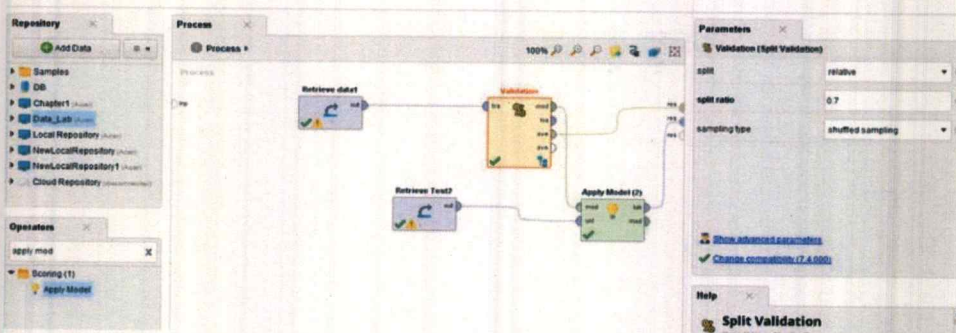 Repository
Add Data
Samples
DB
Chapter1
Data_Lab
Local Repository
NewLocalRepository
NewLocalRepository1
Cloud Repository
Operators
apply mod
x
Scoring (1)
Apply Model
Process
Process
100%
Process
Retrieve data1
out
Validation
tra
mod
tra
ave
ave
res
res
res
Retrieve Test2
out
Apply Model (2)
mod
unl
lab
mod
Parameters
Validation (Split Validation)
split
relative
split ratio
0.7
sampling type
shuffled sampling
Show advanced parameters
Change compatibility (7.4.000)
Help
Split Validation